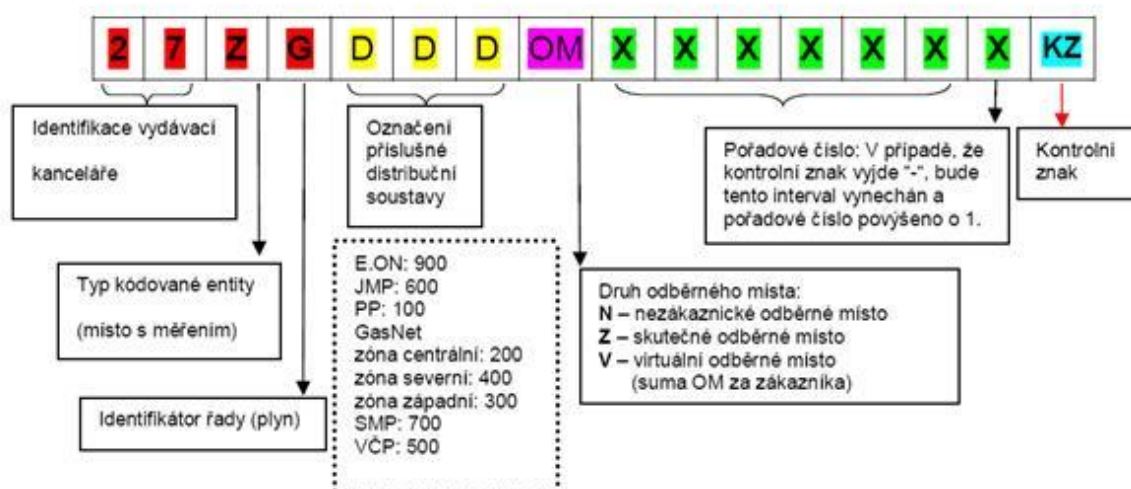 2 7 Z G D D D OM X X X X X X X KZ
Identifikace vydávací
kanceláře
Označení
příslušné
distribuční
soustavy
Pořadové číslo: V případě, že
kontrolní znak vyjde "-", bude
tento interval vynechán a
pořadové číslo povýšeno o 1.
Kontrolní
znak
Typ kódované entity
(místo s měřením)
Identifikátor řady (plyn)
E.ON: 900
JMP: 600
PP: 100
GasNet
zóna centrální: 200
zóna severní: 400
zóna západní: 300
SMP: 700
VČP: 500
Druh odběrného místa:
N – nezákaznické odběrné místo
Z – skutečné odběrné místo
V – virtuální odběrné místo
(suma OM za zákazníka)